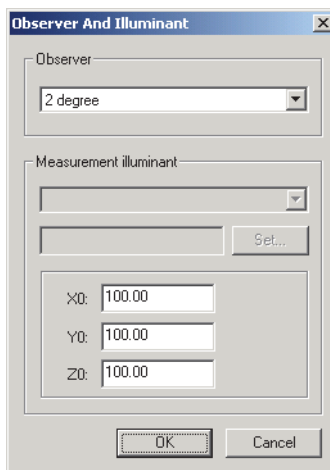 Observer And Illuminant
Observer
2 degree
Measurement illuminant
Set...
X0: 100.00
Y0: 100.00
Z0: 100.00
OK Cancel